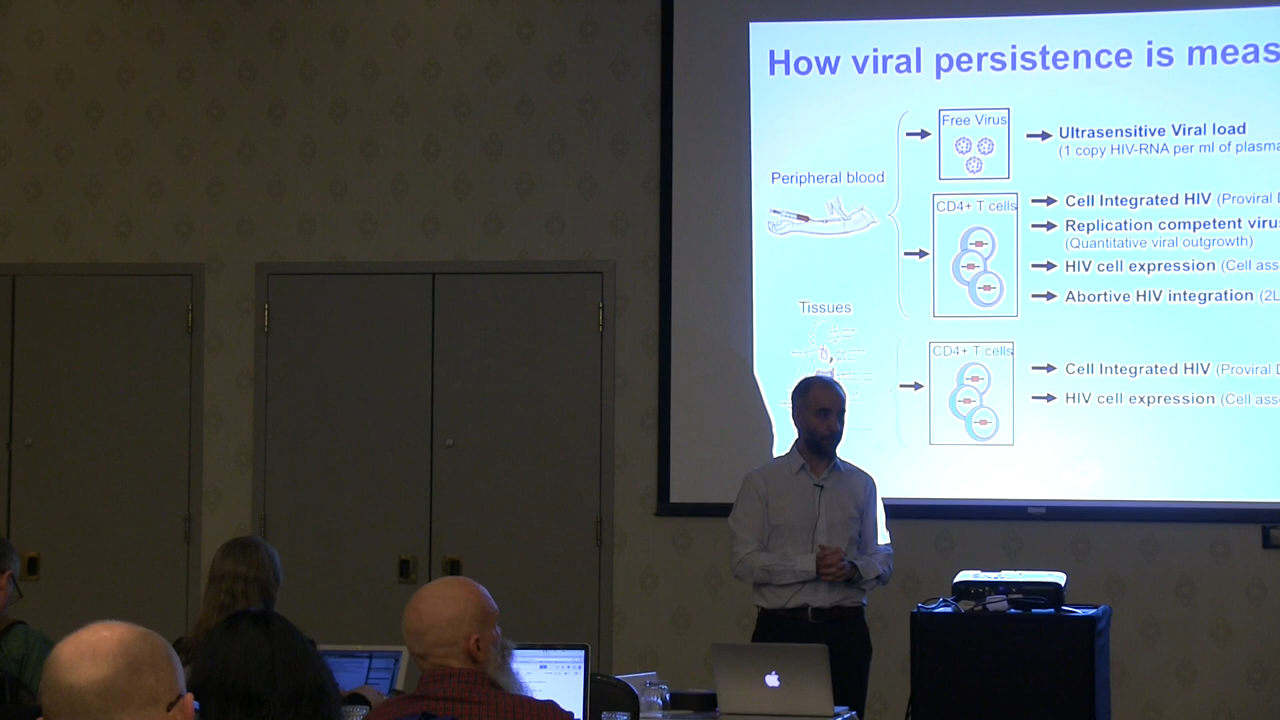 How viral persistence is meas
Free Virus
Ultrasensitive Viral load
(1 copy HIV-RNA per ml of plasma
Peripheral blood
CD4+ T cells
Cell Integrated HIV (Proviral D
Replication competent virus
(Quantitative viral outgrowth)
HIV cell expression (Cell ass
Abortive HIV integration (2L
Tissues
CD4+ T cells
Cell Integrated HIV (Proviral D
HIV cell expression (Cell ass